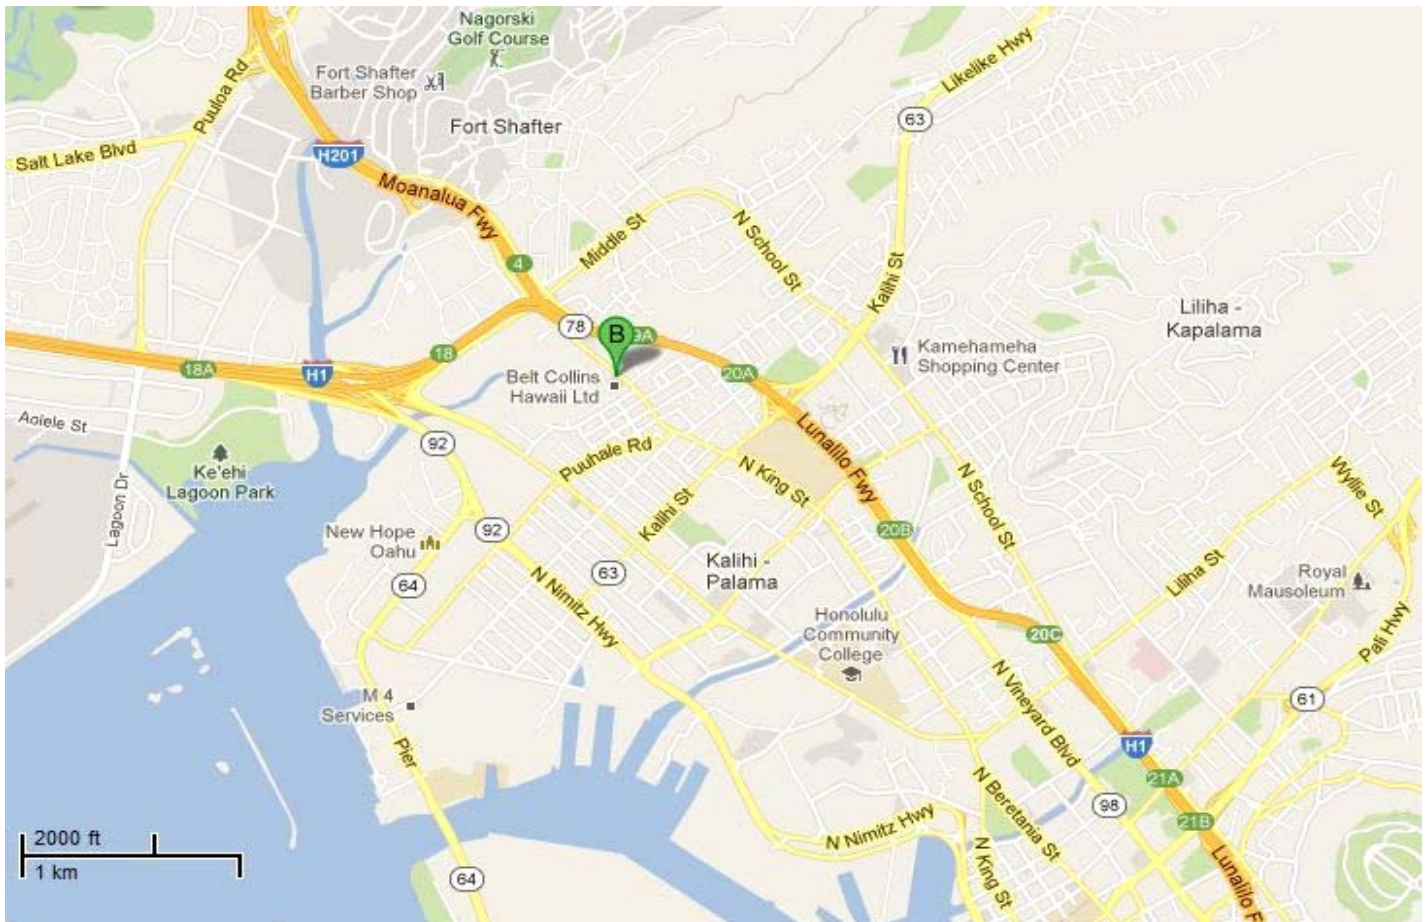 Nagorski
Golf Course
Fort Shafter
Barber Shop
Fort Shafter
Puuloa Rd
Salt Lake Blvd
H201
Moanalua Fwy
Likelike Hwy
63
Middle St
N School St
4
Kalihi St
Liliha -
Kapalama
78
B
9A
Kamehameha
Shopping Center
18
18A
H1
20A
Belt Collins
Hawaii Ltd
Lunalilo Fwy
Aolele St
92
Puuhale Rd
N King St
Ke'ehi
Lagoon Park
Lagoon Dr
Kalihi St
N School St
Wyllie St
New Hope
Oahu
92
20B
Kalihi -
Palama
63
64
N Nimitz Hwy
Liliha St
Royal
Mausoleum
Honolulu
Community
College
20C
Pali Hwy
M 4
Services
N Vineyard Blvd
61
Pier
H1
21A
98
N Beretania St
21B
N Nimitz Hwy
N King St
Lunalilo F
64
2000 ft
1 km